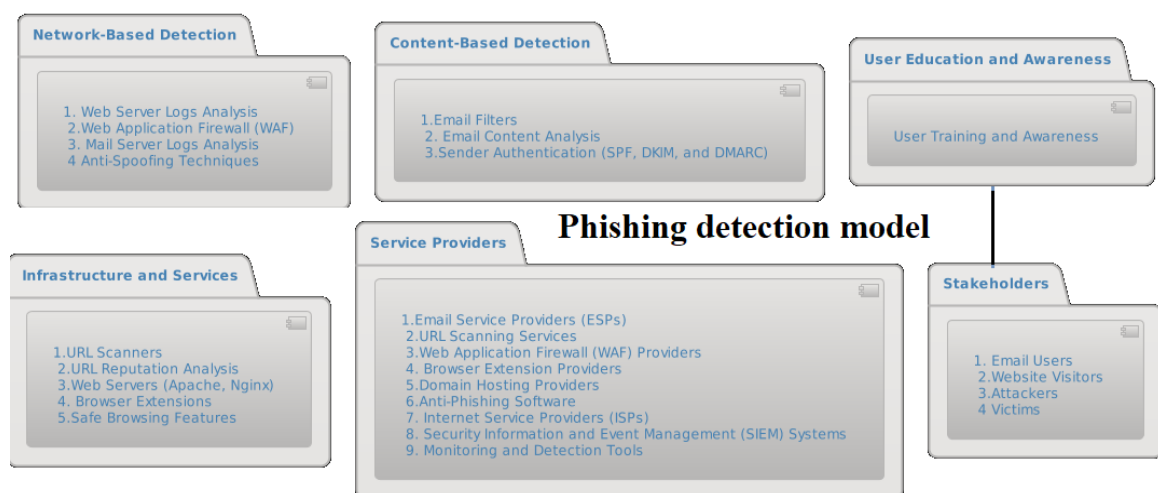 Network-Based Detection
1. Web Server Logs Analysis
2.Web Application Firewall (WAF)
3. Mail Server Logs Analysis
4 Anti-Spoofing Techniques
Content-Based Detection
1.Email Filters
2. Email Content Analysis
3.Sender Authentication (SPF, DKIM, and DMARC)
User Education and Awareness
User Training and Awareness
Phishing detection model
Infrastructure and Services
1.URL Scanners
2.URL Reputation Analysis
3.Web Servers (Apache, Nginx)
4. Browser Extensions
5.Safe Browsing Features
Service Providers
1.Email Service Providers (ESPs)
2.URL Scanning Services
3.Web Application Firewall (WAF) Providers
4. Browser Extension Providers
5.Domain Hosting Providers
6.Anti-Phishing Software
7. Internet Service Providers (ISPs)
8. Security Information and Event Management (SIEM) Systems
9. Monitoring and Detection Tools
Stakeholders
1. Email Users
2.Website Visitors
3.Attackers
4 Victims